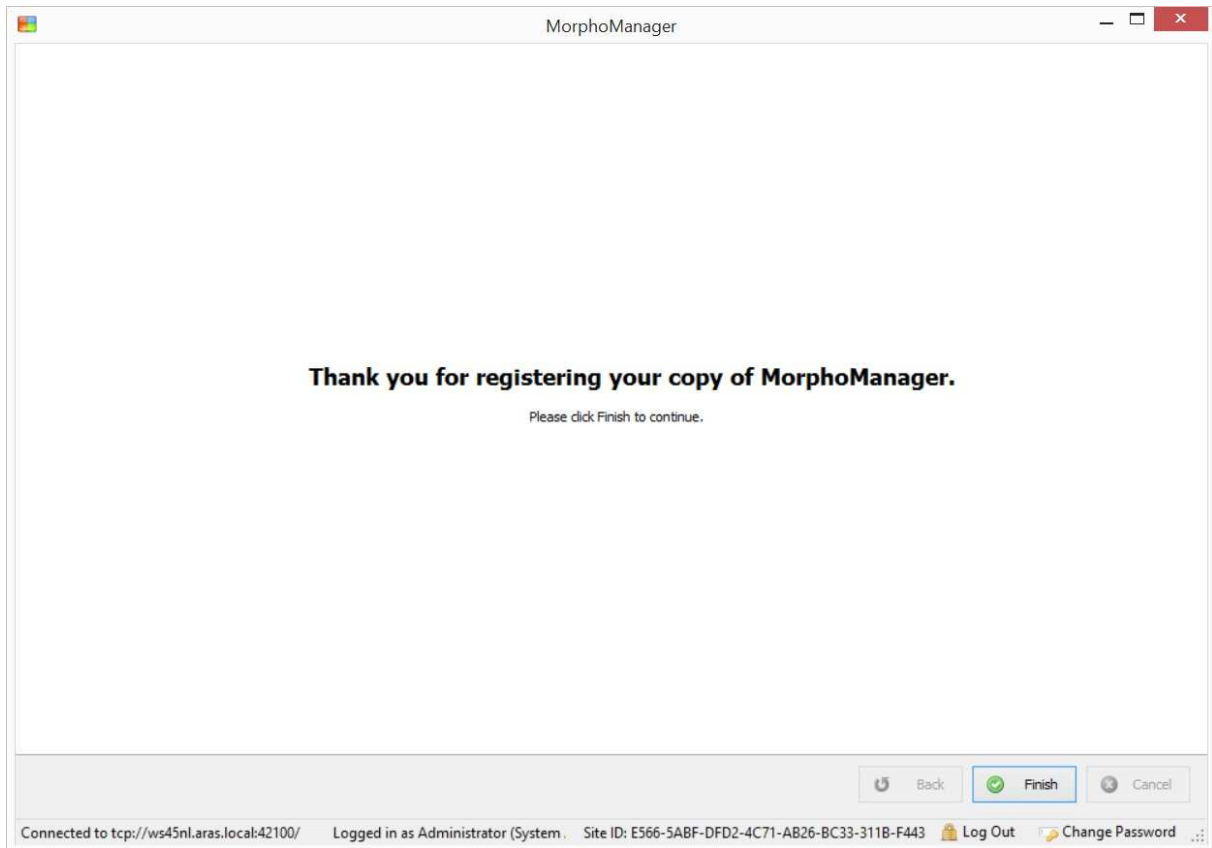 MorphoManager
Thank you for registering your copy of MorphoManager.
Please click Finish to continue.
Back Finish Cancel
Connected to tcp://ws45nl.aras.local:42100/ Logged in as Administrator (System . Site ID: E566-5ABF-DFD2-4C71-AB26-BC33-311B-F443 Log Out Change Password